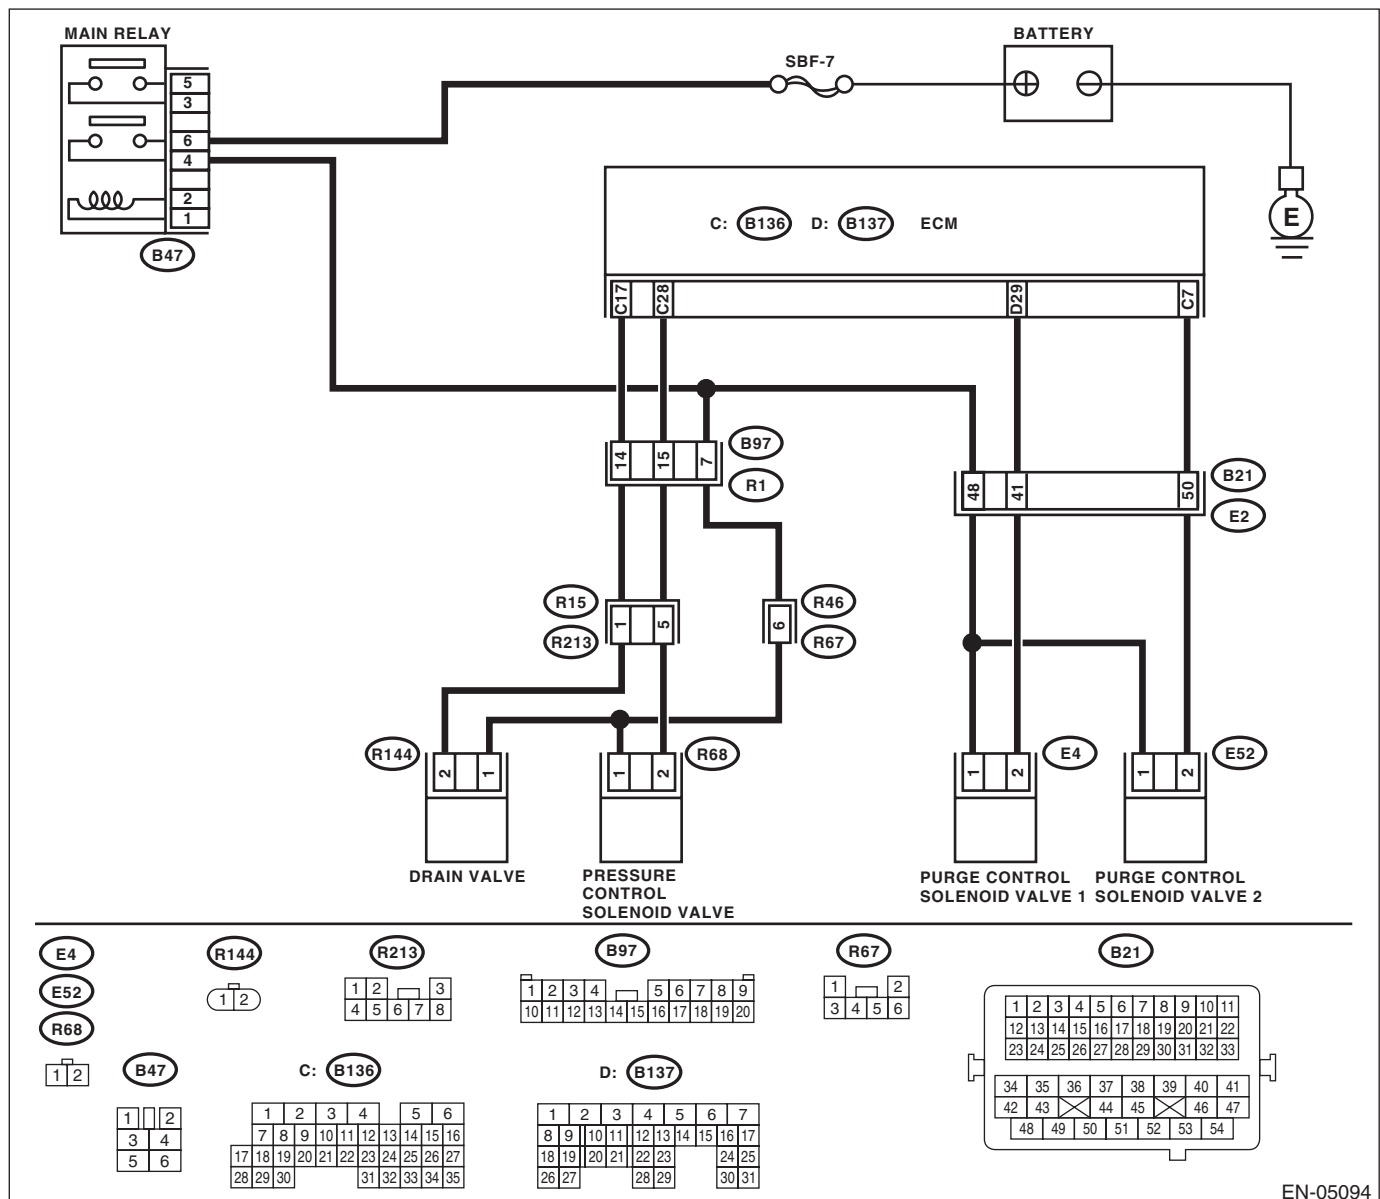 MAIN RELAY
BATTERY
SBF-7
5
3
6
4
2
1
B47
E
C: B136 D: B137 ECM
C17 C28 D29 C7
14 15 7
B97
R1
48 41 50
B21
E2
R15
R213
1 5
6
R46
R67
R144
2 1
1 2
R68
1 2
E4
1 2
E52
DRAIN VALVE
PRESSURE
CONTROL
SOLENOID VALVE
PURGE CONTROL
SOLENOID VALVE 1
PURGE CONTROL
SOLENOID VALVE 2
E4
E52
R68
1 2
R144
1 2
R213
1 2 3
4 5 6 7 8
B97
1 2 3 4 5 6 7 8 9
10 11 12 13 14 15 16 17 18 19 20
R67
1 2
3 4 5 6
B21
1 2 3 4 5 6 7 8 9 10 11
12 13 14 15 16 17 18 19 20 21 22
23 24 25 26 27 28 29 30 31 32 33
34 35 36 37 38 39 40 41
42 43 44 45 46 47
48 49 50 51 52 53 54
B47
1 2
3 4
5 6
C: B136
1 2 3 4 5 6
7 8 9 10 11 12 13 14 15 16
17 18 19 20 21 22 23 24 25 26 27
28 29 30 31 32 33 34 35
D: B137
1 2 3 4 5 6 7
8 9 10 11 12 13 14 15 16 17
18 19 20 21 22 23 24 25
26 27 28 29 30 31
EN-05094